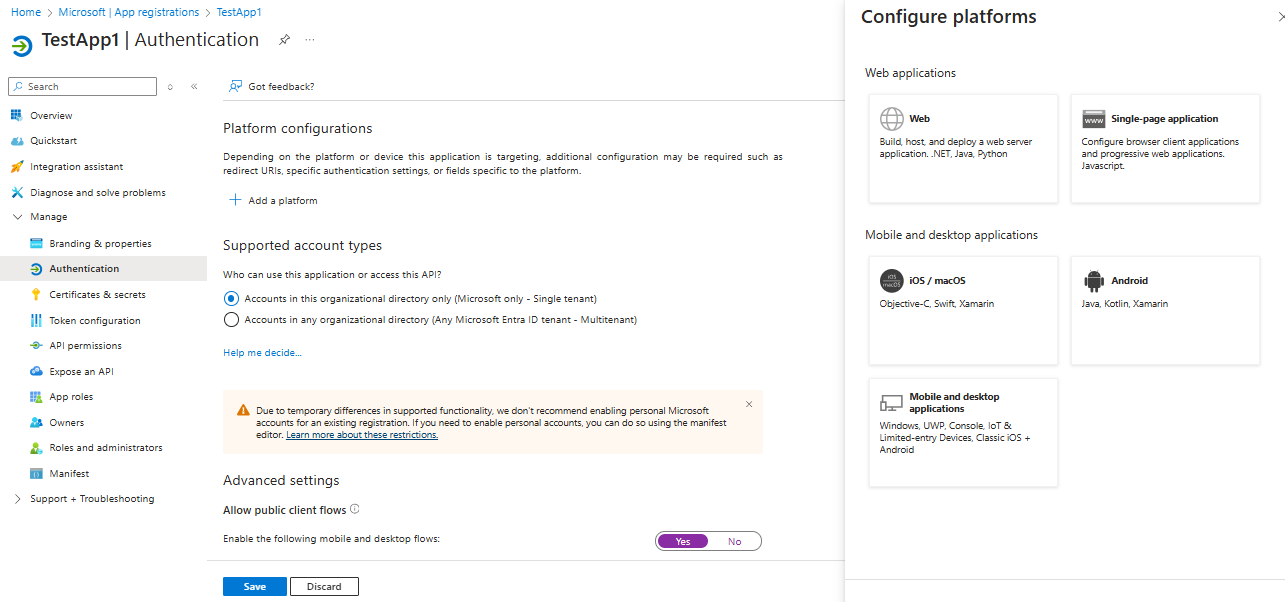 Home > Microsoft | App registrations > TestApp1
TestApp1 | Authentication
Search
Got feedback?
Overview
Quickstart
Integration assistant
Diagnose and solve problems
Manage
Branding & properties
Authentication
Certificates & secrets
Token configuration
API permissions
Expose an API
App roles
Owners
Roles and administrators
Manifest
Support + Troubleshooting
Platform configurations
Depending on the platform or device this application is targeting, additional configuration may be required such as
redirect URIs, specific authentication settings, or fields specific to the platform.
Add a platform
Supported account types
Who can use this application or access this API?
Accounts in this organizational directory only (Microsoft only - Single tenant)
Accounts in any organizational directory (Any Microsoft Entra ID tenant - Multitenant)
Help me decide...
Due to temporary differences in supported functionality, we don't recommend enabling personal Microsoft
accounts for an existing registration. If you need to enable personal accounts, you can do so using the manifest
editor. Learn more about these restrictions.
Advanced settings
Allow public client flows
Enable the following mobile and desktop flows:
Yes No
Save Discard
Configure platforms
Web applications
Web
Build, host, and deploy a web server
application. .NET, Java, Python
www
Single-page application
Configure browser client applications
and progressive web applications.
Javascript.
Mobile and desktop applications
iOS
macOS
iOS / macOS
Objective-C, Swift, Xamarin
Android
Java, Kotlin, Xamarin
Mobile and desktop
applications
Windows, UWP, Console, IoT &
Limited-entry Devices, Classic iOS +
Android